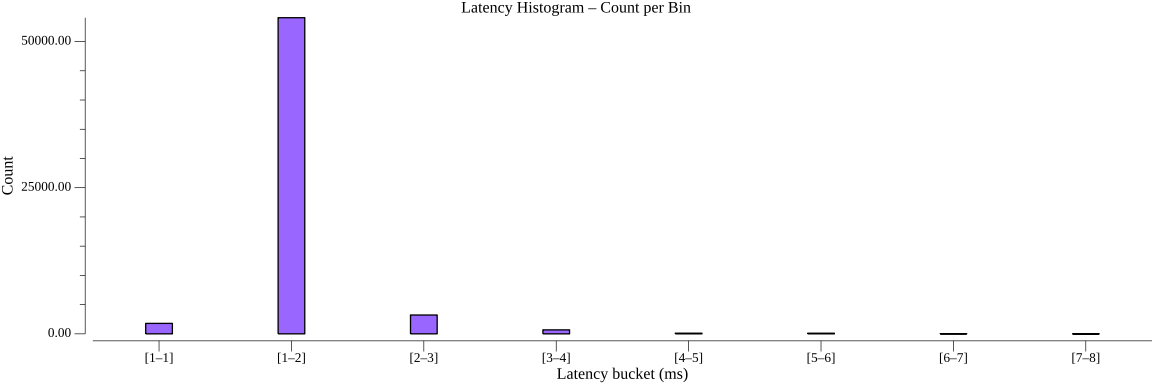 Latency Histogram – Count per Bin
50000.00
25000.00
0.00
Count
[1–1] [1–2] [2–3] [3–4] [4–5] [5–6] [6–7] [7–8]
Latency bucket (ms)